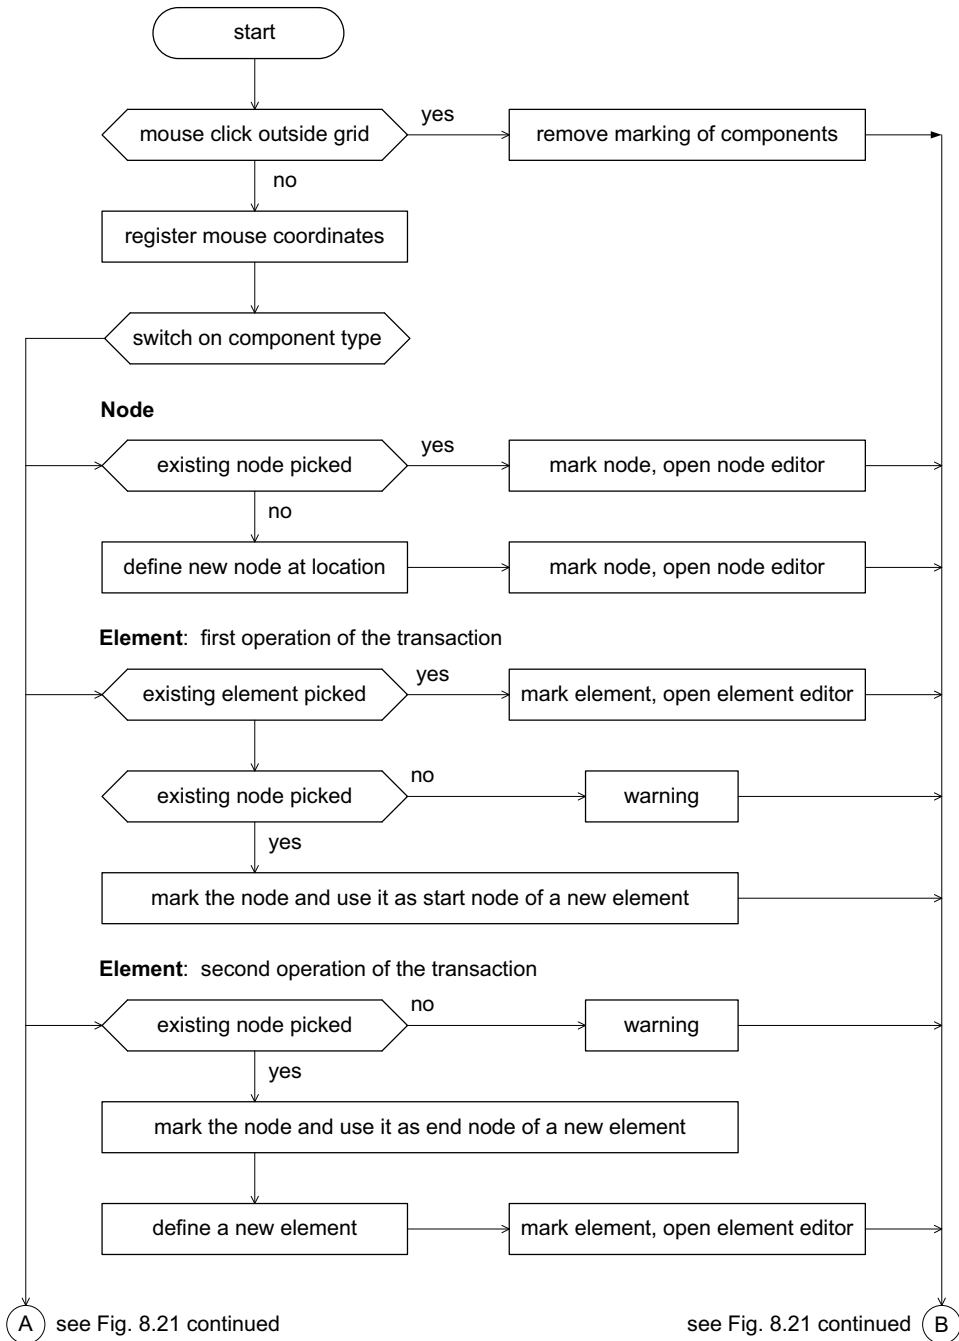 start
mouse click outside grid
yes
remove marking of components
no
register mouse coordinates
switch on component type
Node
existing node picked
yes
mark node, open node editor
no
define new node at location
mark node, open node editor
Element: first operation of the transaction
existing element picked
yes
mark element, open element editor
existing node picked
no
warning
yes
mark the node and use it as start node of a new element
Element: second operation of the transaction
existing node picked
no
warning
yes
mark the node and use it as end node of a new element
define a new element
mark element, open element editor
A see Fig. 8.21 continued
see Fig. 8.21 continued B